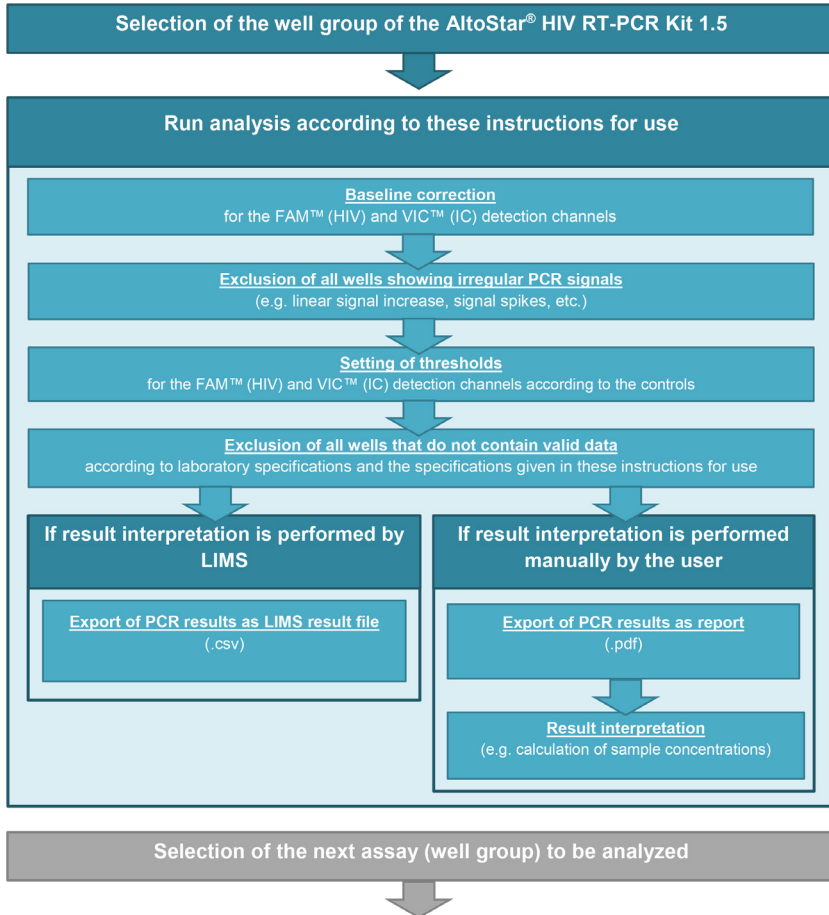 Selection of the well group of the AltoStar® HIV RT-PCR Kit 1.5
Run analysis according to these instructions for use
Baseline correction
for the FAM™ (HIV) and VIC™ (IC) detection channels
Exclusion of all wells showing irregular PCR signals
(e.g. linear signal increase, signal spikes, etc.)
Setting of thresholds
for the FAM™ (HIV) and VIC™ (IC) detection channels according to the controls
Exclusion of all wells that do not contain valid data
according to laboratory specifications and the specifications given in these instructions for use
If result interpretation is performed by
LIMS
Export of PCR results as LIMS result file
(.csv)
If result interpretation is performed
manually by the user
Export of PCR results as report
(.pdf)
Result interpretation
(e.g. calculation of sample concentrations)
Selection of the next assay (well group) to be analyzed